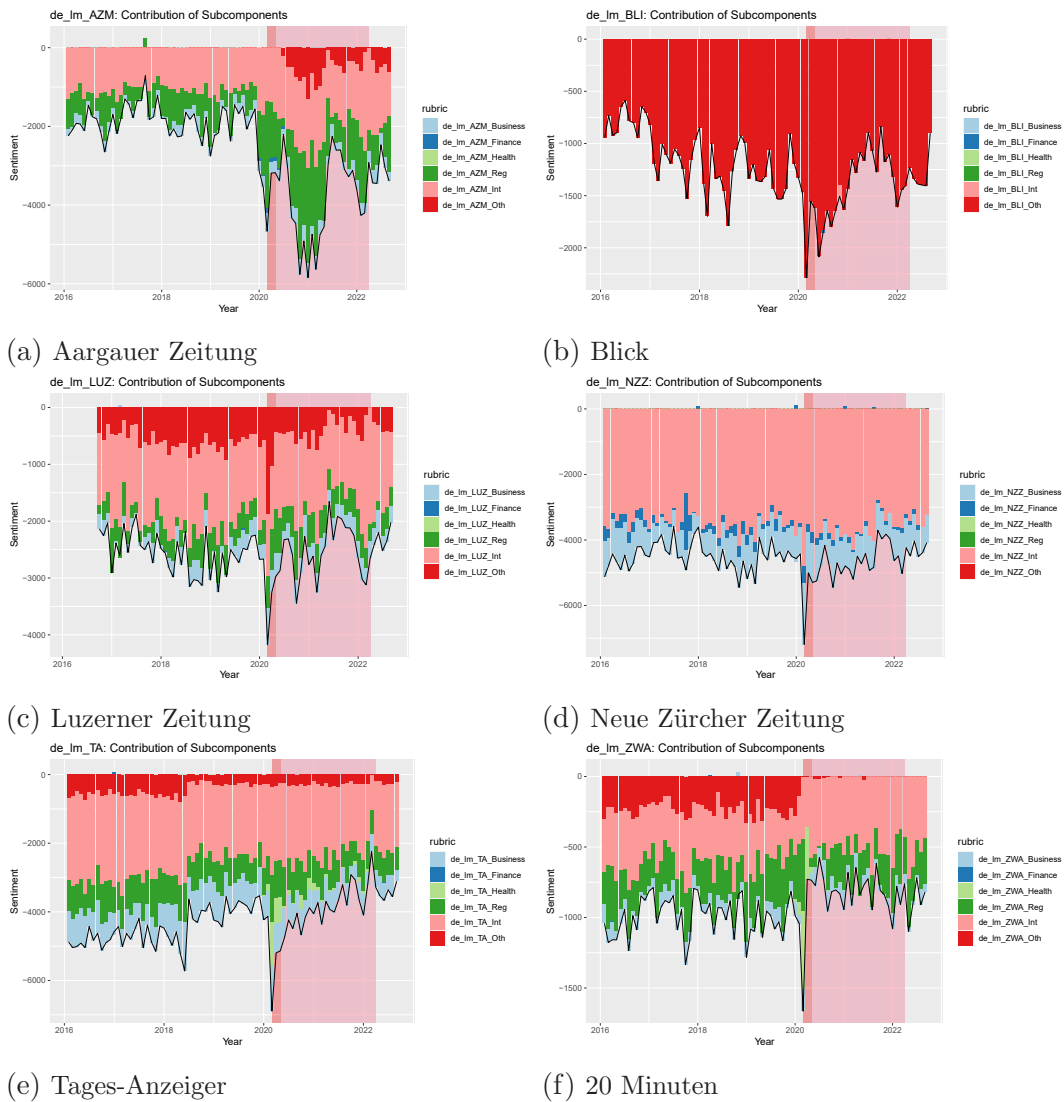 de_lm_AZM: Contribution of Subcomponents
0
−2000
−4000
−6000
Sentiment
2016
2018
2020
2022
Year
rubric
de_lm_AZM_Business
de_lm_AZM_Finance
de_lm_AZM_Health
de_lm_AZM_Reg
de_lm_AZM_Int
de_lm_AZM_Oth
(a) Aargauer Zeitung
de_lm_BLI: Contribution of Subcomponents
0
−500
−1000
−1500
−2000
Sentiment
2016
2018
2020
2022
Year
rubric
de_lm_BLI_Business
de_lm_BLI_Finance
de_lm_BLI_Health
de_lm_BLI_Reg
de_lm_BLI_Int
de_lm_BLI_Oth
(b) Blick
de_lm_LUZ: Contribution of Subcomponents
0
−1000
−2000
−3000
−4000
Sentiment
2016
2018
2020
2022
Year
rubric
de_lm_LUZ_Business
de_lm_LUZ_Finance
de_lm_LUZ_Health
de_lm_LUZ_Reg
de_lm_LUZ_Int
de_lm_LUZ_Oth
(c) Luzerner Zeitung
de_lm_NZZ: Contribution of Subcomponents
0
−2000
−4000
−6000
Sentiment
2016
2018
2020
2022
Year
rubric
de_lm_NZZ_Business
de_lm_NZZ_Finance
de_lm_NZZ_Health
de_lm_NZZ_Reg
de_lm_NZZ_Int
de_lm_NZZ_Oth
(d) Neue Zürcher Zeitung
de_lm_TA: Contribution of Subcomponents
0
−2000
−4000
−6000
Sentiment
2016
2018
2020
2022
Year
rubric
de_lm_TA_Business
de_lm_TA_Finance
de_lm_TA_Health
de_lm_TA_Reg
de_lm_TA_Int
de_lm_TA_Oth
(e) Tages-Anzeiger
de_lm_ZWA: Contribution of Subcomponents
0
−500
−1000
−1500
Sentiment
2016
2018
2020
2022
Year
rubric
de_lm_ZWA_Business
de_lm_ZWA_Finance
de_lm_ZWA_Health
de_lm_ZWA_Reg
de_lm_ZWA_Int
de_lm_ZWA_Oth
(f) 20 Minuten